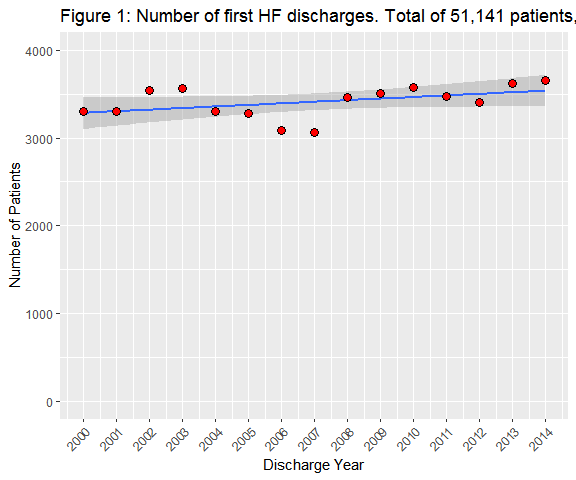 Figure 1: Number of first HF discharges. Total of 51,141 patients,
4000
3000
2000
1000
0
Number of Patients
2000 2001 2002 2003 2004 2005 2006 2007 2008 2009 2010 2011 2012 2013 2014
Discharge Year